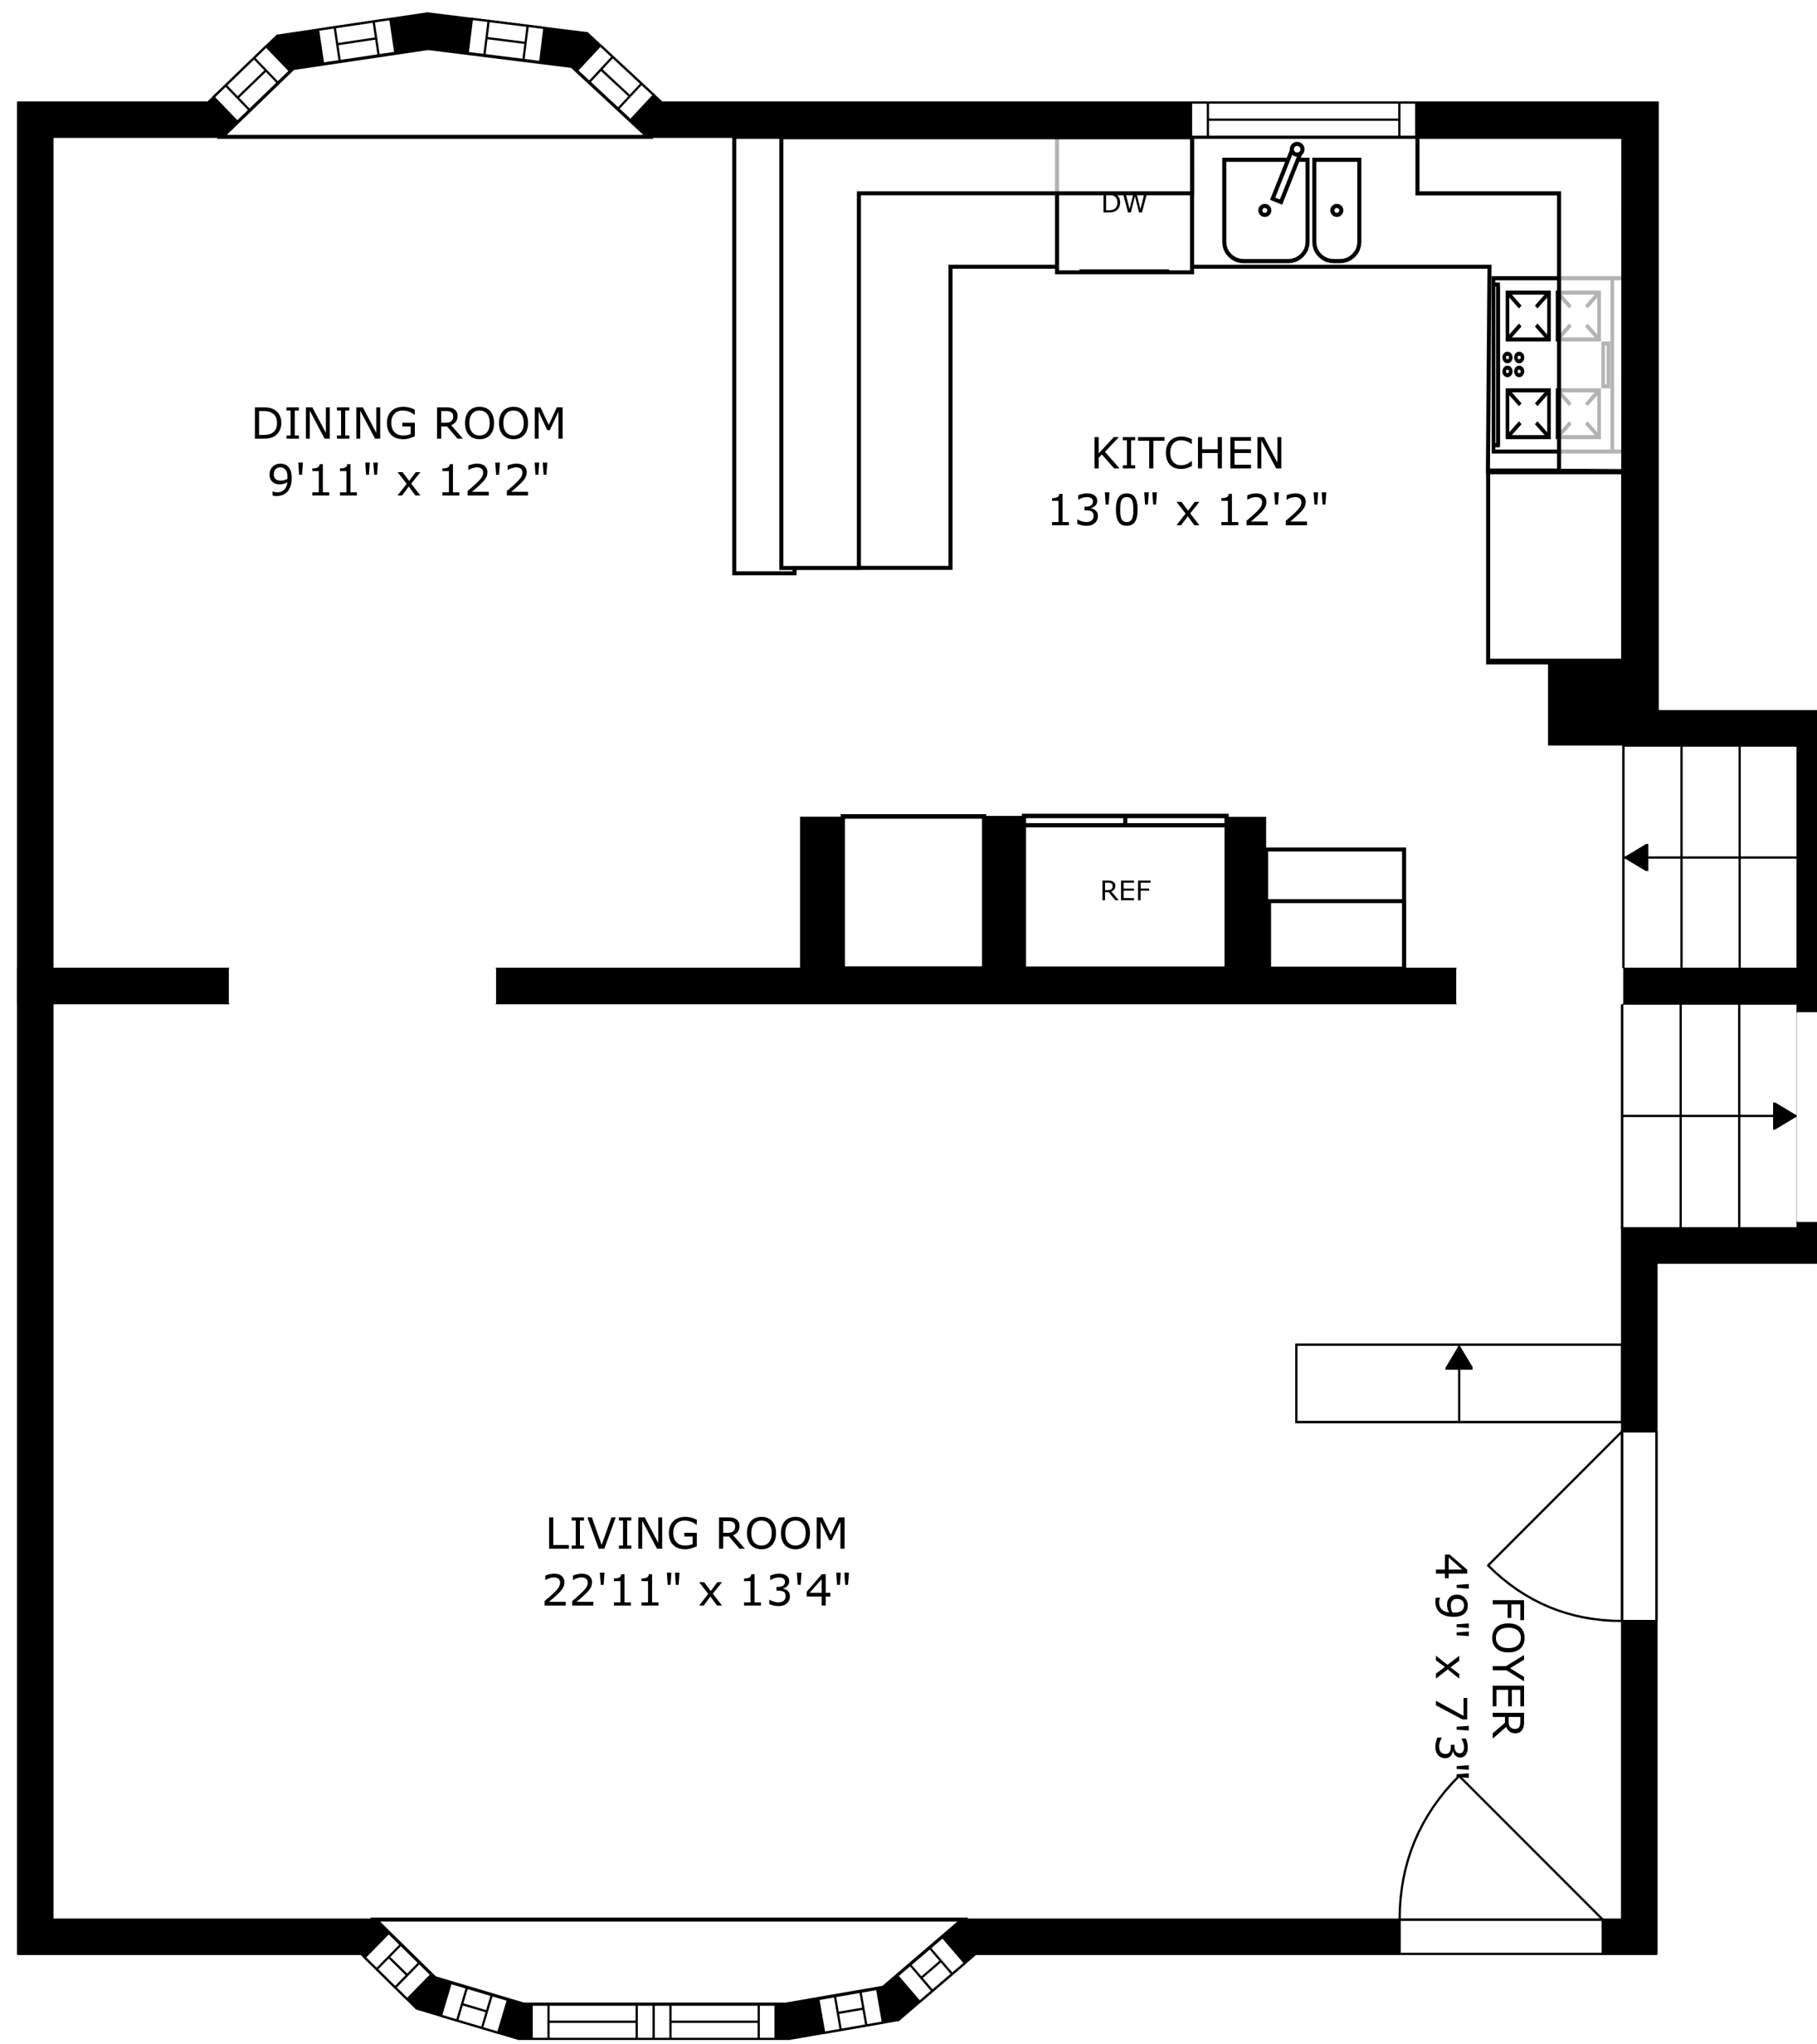 DW
DINING ROOM
9'11" x 12'2"
KITCHEN
13'0" x 12'2"
REF
LIVING ROOM
22'11" x 13'4"
FOYER
4'9" x 7'3"